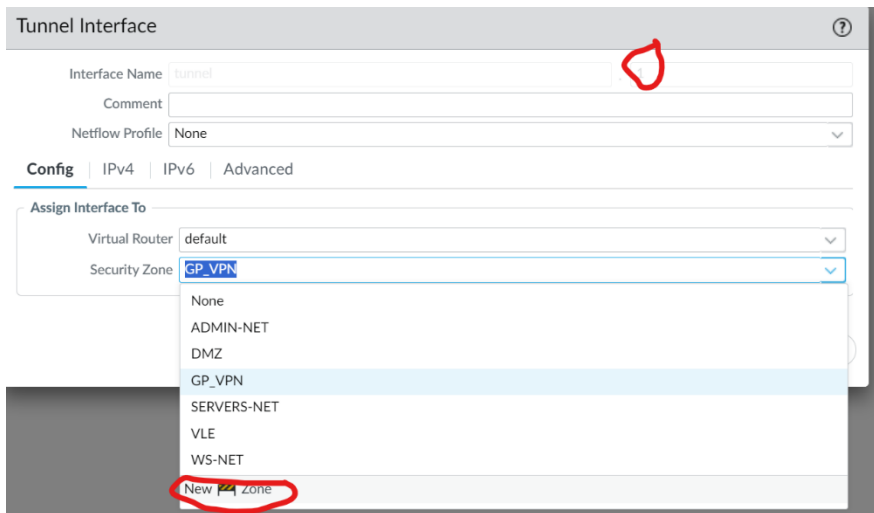 Tunnel Interface
Interface Name tunnel . 1
Comment
Netflow Profile None
Config IPv4 IPv6 Advanced
Assign Interface To
Virtual Router default
Security Zone GP_VPN
None
ADMIN-NET
DMZ
GP_VPN
SERVERS-NET
VLE
WS-NET
New Zone